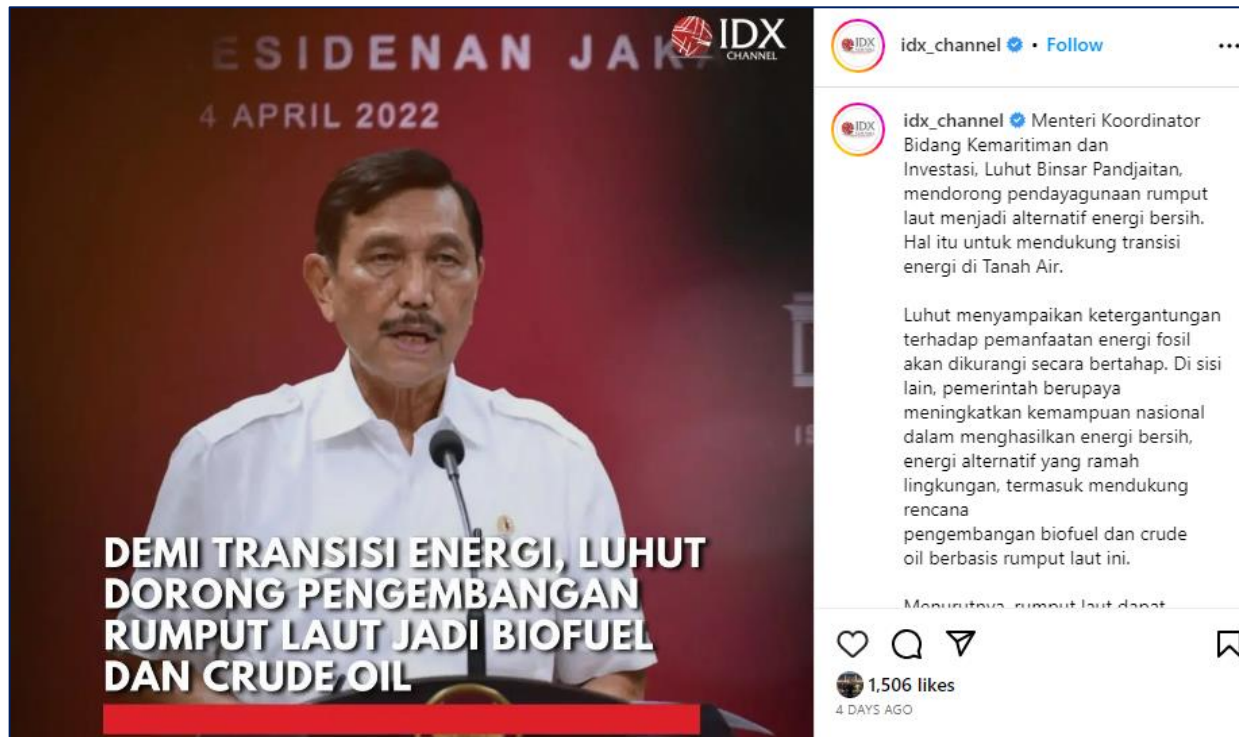 ESIDENAN JAK
4 APRIL 2022
IDX
CHANNEL
DEMI TRANSISI ENERGI, LUHUT
DORONG PENGEMBANGAN
RUMPUT LAUT JADI BIOFUEL
DAN CRUDE OIL
idx_channel • Follow
idx_channel Menteri Koordinator
Bidang Kemaritiman dan
Investasi, Luhut Binsar Pandjaitan,
mendorong pendayagunaan rumput
laut menjadi alternatif energi bersih.
Hal itu untuk mendukung transisi
energi di Tanah Air.
Luhut menyampaikan ketergantungan
terhadap pemanfaatan energi fosil
akan dikurangi secara bertahap. Di sisi
lain, pemerintah berupaya
meningkatkan kemampuan nasional
dalam menghasilkan energi bersih,
energi alternatif yang ramah
lingkungan, termasuk mendukung
rencana
pengembangan biofuel dan crude
oil berbasis rumput laut ini.
Menurutnya, rumput laut dapat
1,506 likes
4 DAYS AGO